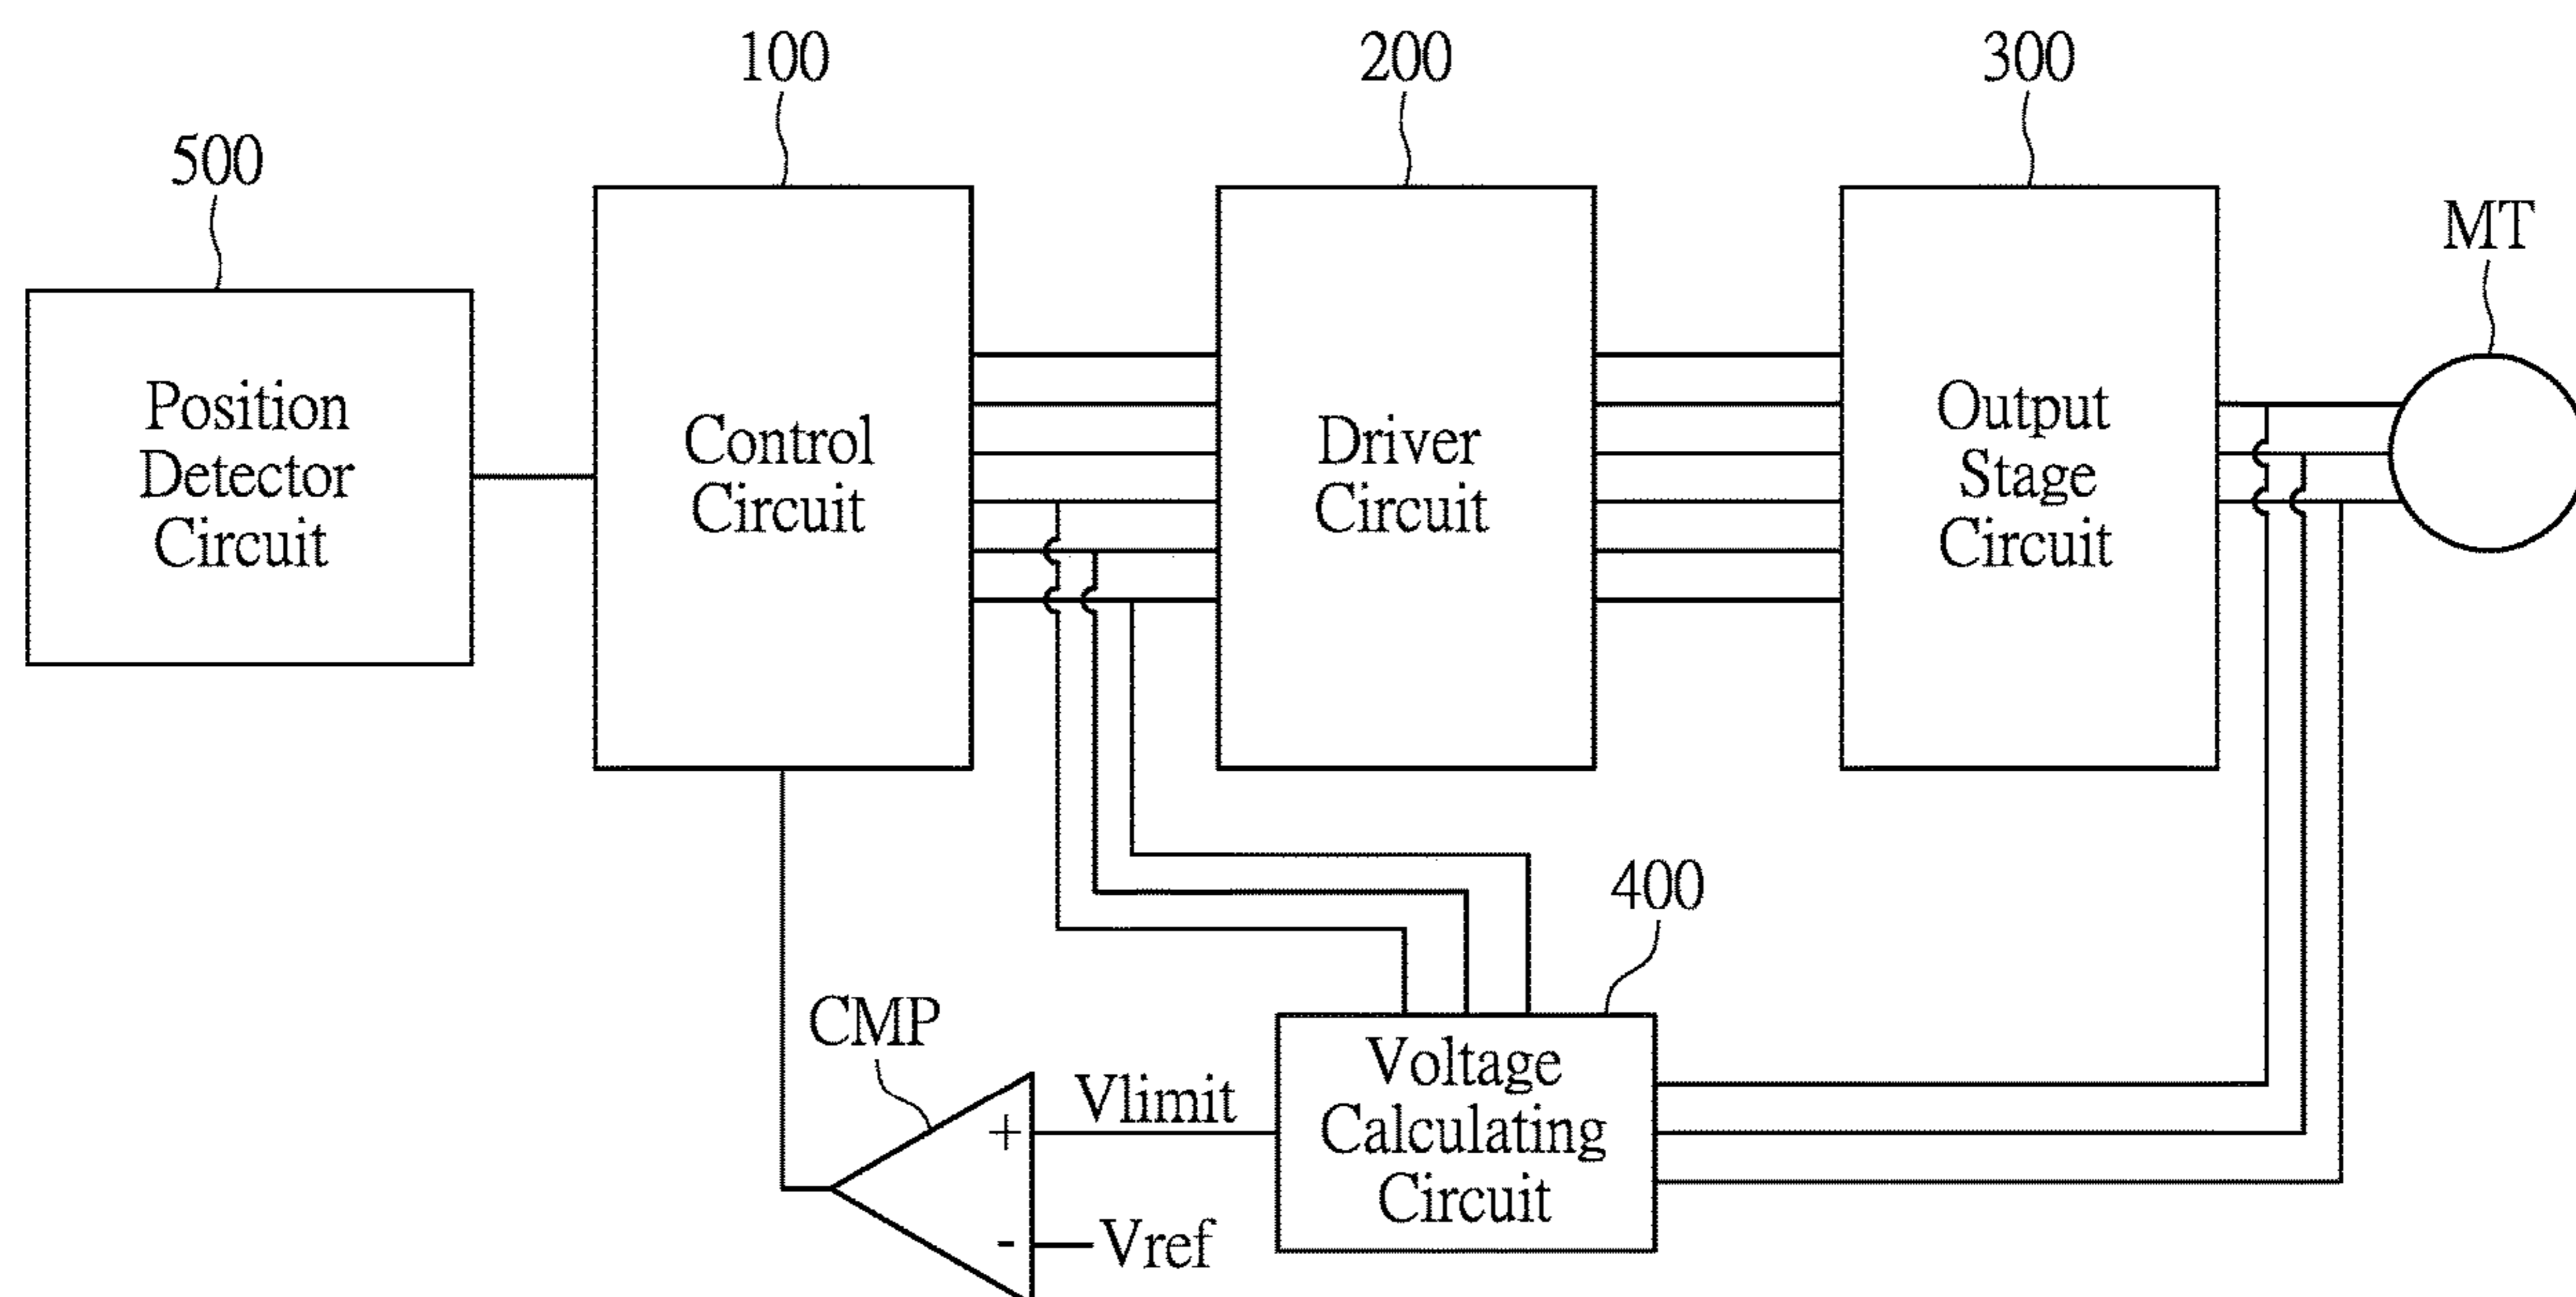 100
200
300
500
MT
Position
Detector
Circuit
Control
Circuit
Driver
Circuit
Output
Stage
Circuit
400
CMP
Vlimit
+
-
Vref
Voltage
Calculating
Circuit